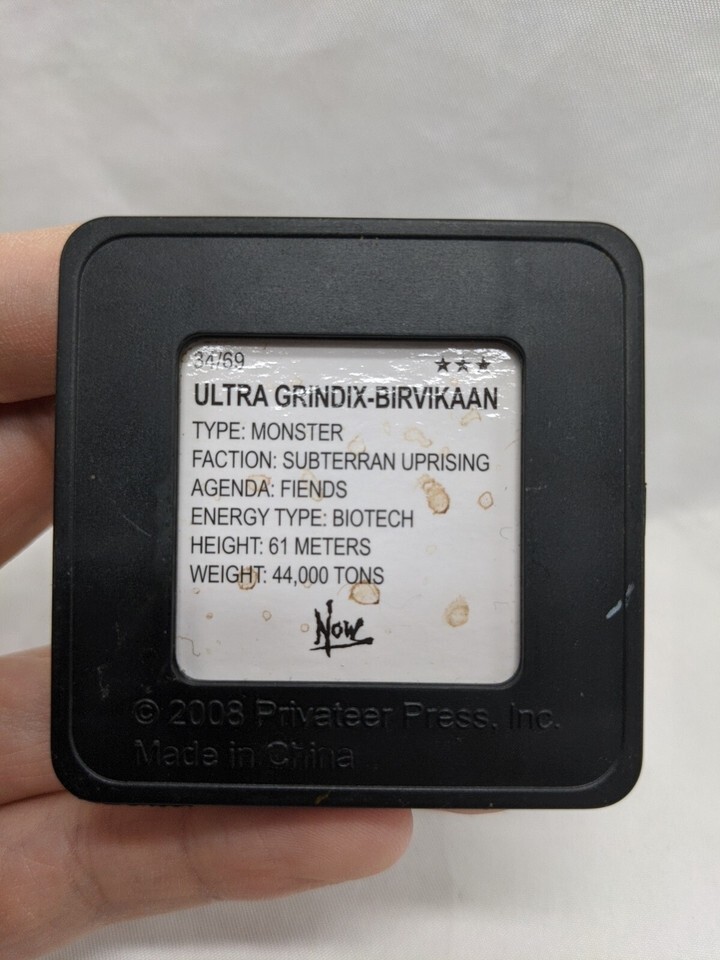 34/69 ★★★
ULTRA GRINDIX-BIRVIKAAN
TYPE: MONSTER
FACTION: SUBTERRAN UPRISING
AGENDA: FIENDS
ENERGY TYPE: BIOTECH
HEIGHT: 61 METERS
WEIGHT: 44,000 TONS
Now
© 2008 Privateer Press, Inc.
Made in China